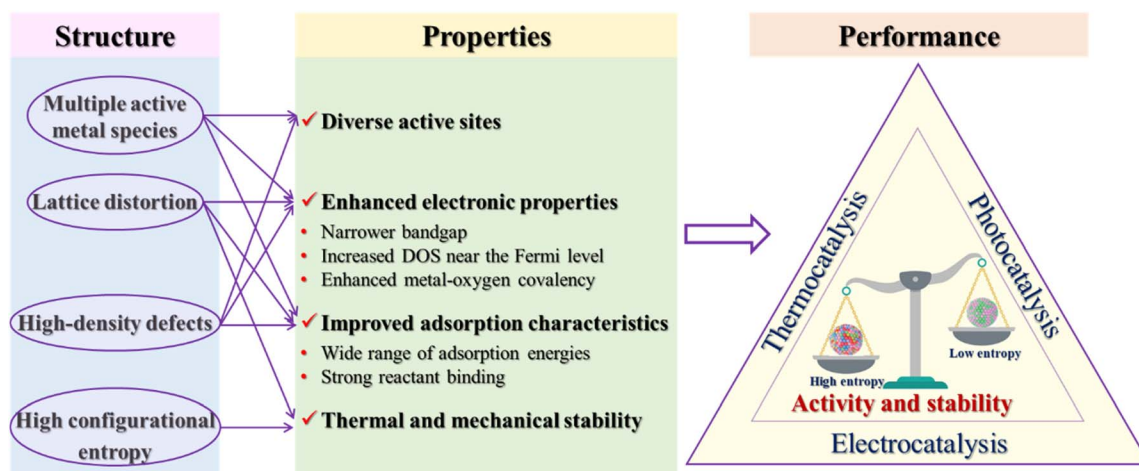 Structure
Multiple active
metal species
Lattice distortion
High-density defects
High configurational
entropy
Properties
✓ Diverse active sites
✓ Enhanced electronic properties
• Narrower bandgap
• Increased DOS near the Fermi level
• Enhanced metal-oxygen covalency
✓ Improved adsorption characteristics
• Wide range of adsorption energies
• Strong reactant binding
✓ Thermal and mechanical stability
Performance
Thermocatalysis
Photocatalysis
High entropy
Low entropy
Activity and stability
Electrocatalysis